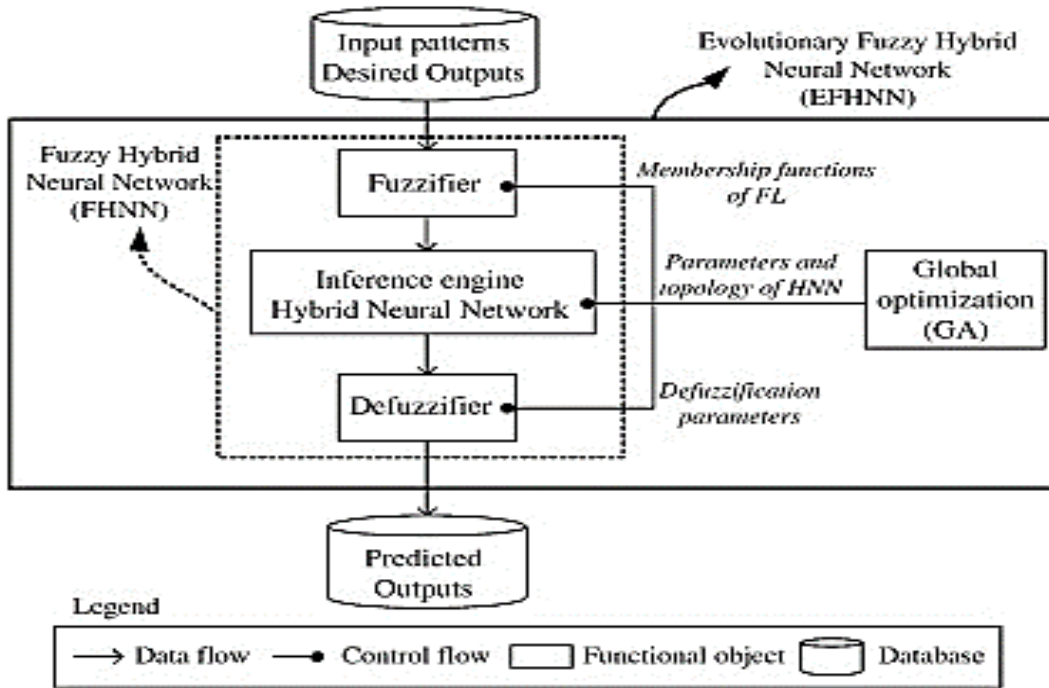 Input patterns
Desired Outputs
Evolutionary Fuzzy Hybrid
Neural Network
(EFHNN)
Fuzzy Hybrid
Neural Network
(FHNN)
Fuzzifier
Membership functions
of FL
Inference engine
Hybrid Neural Network
Parameters and
topology of HNN
Global
optimization
(GA)
Defuzzifier
Defuzzification
parameters
Predicted
Outputs
Legend
Data flow
Control flow
Functional object
Database